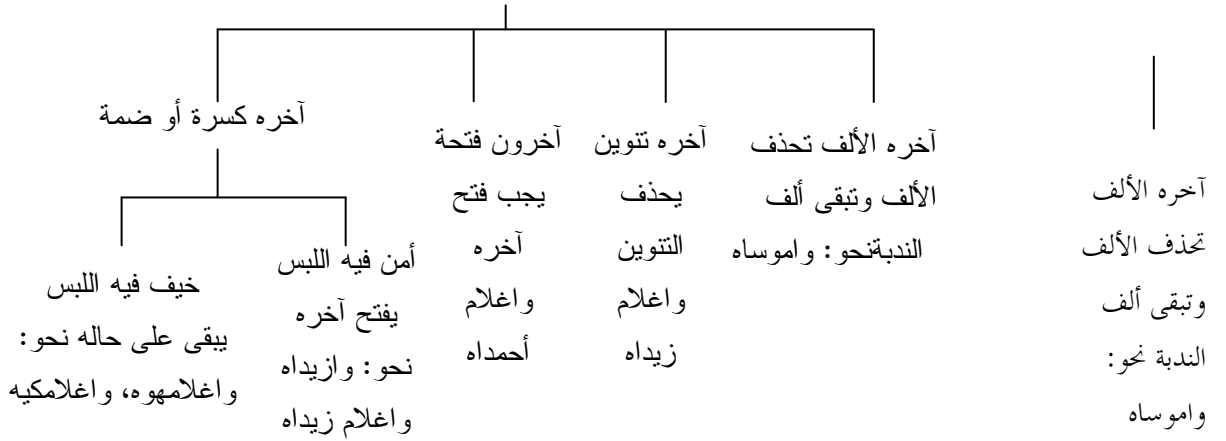 آخره الألف
تحذف الألف
وتبقى ألف
الندبة نحو:
واموساه
آخره الألف تحذف
الألف وتبقى ألف
الندبةنحو: واموساه
آخره تنوين
يحذف
التنوين
واغلام
زيداه
آخرون فتحة
يجب فتح
آخره
واغلام
أحمداه
آخره كسرة أو ضمة
أمن فيه اللبس
يفتح آخره
نحو: وازيداه
واغلام زيداه
خيف فيه اللبس
يبقى على حاله نحو:
واغلامهوه، واغلامكيه